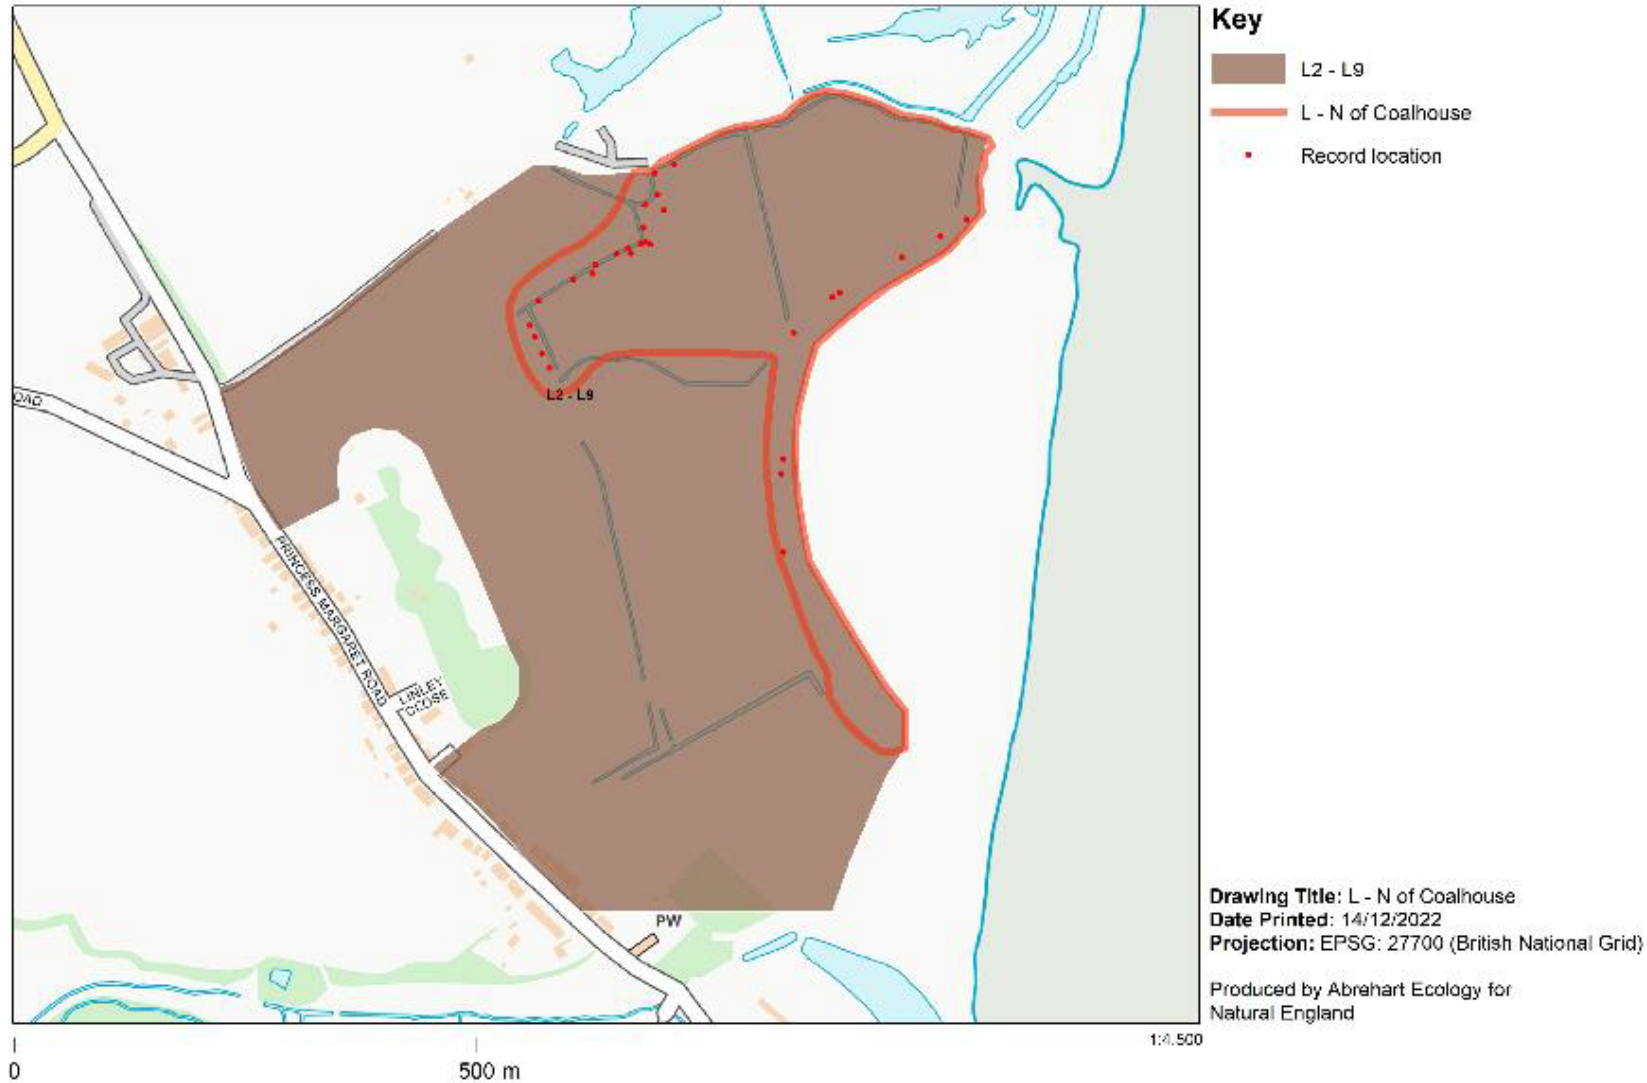 Key
L2 - L9
L - N of Coalhouse
Record location
OAD
L2 - L9
PRINCESS MARGARET ROAD
LINLEY
CLOSE
PW
Drawing Title: L - N of Coalhouse
Date Printed: 14/12/2022
Projection: EPSG: 27700 (British National Grid)
Produced by Abrehart Ecology for
Natural England
1:4,500
0
500 m